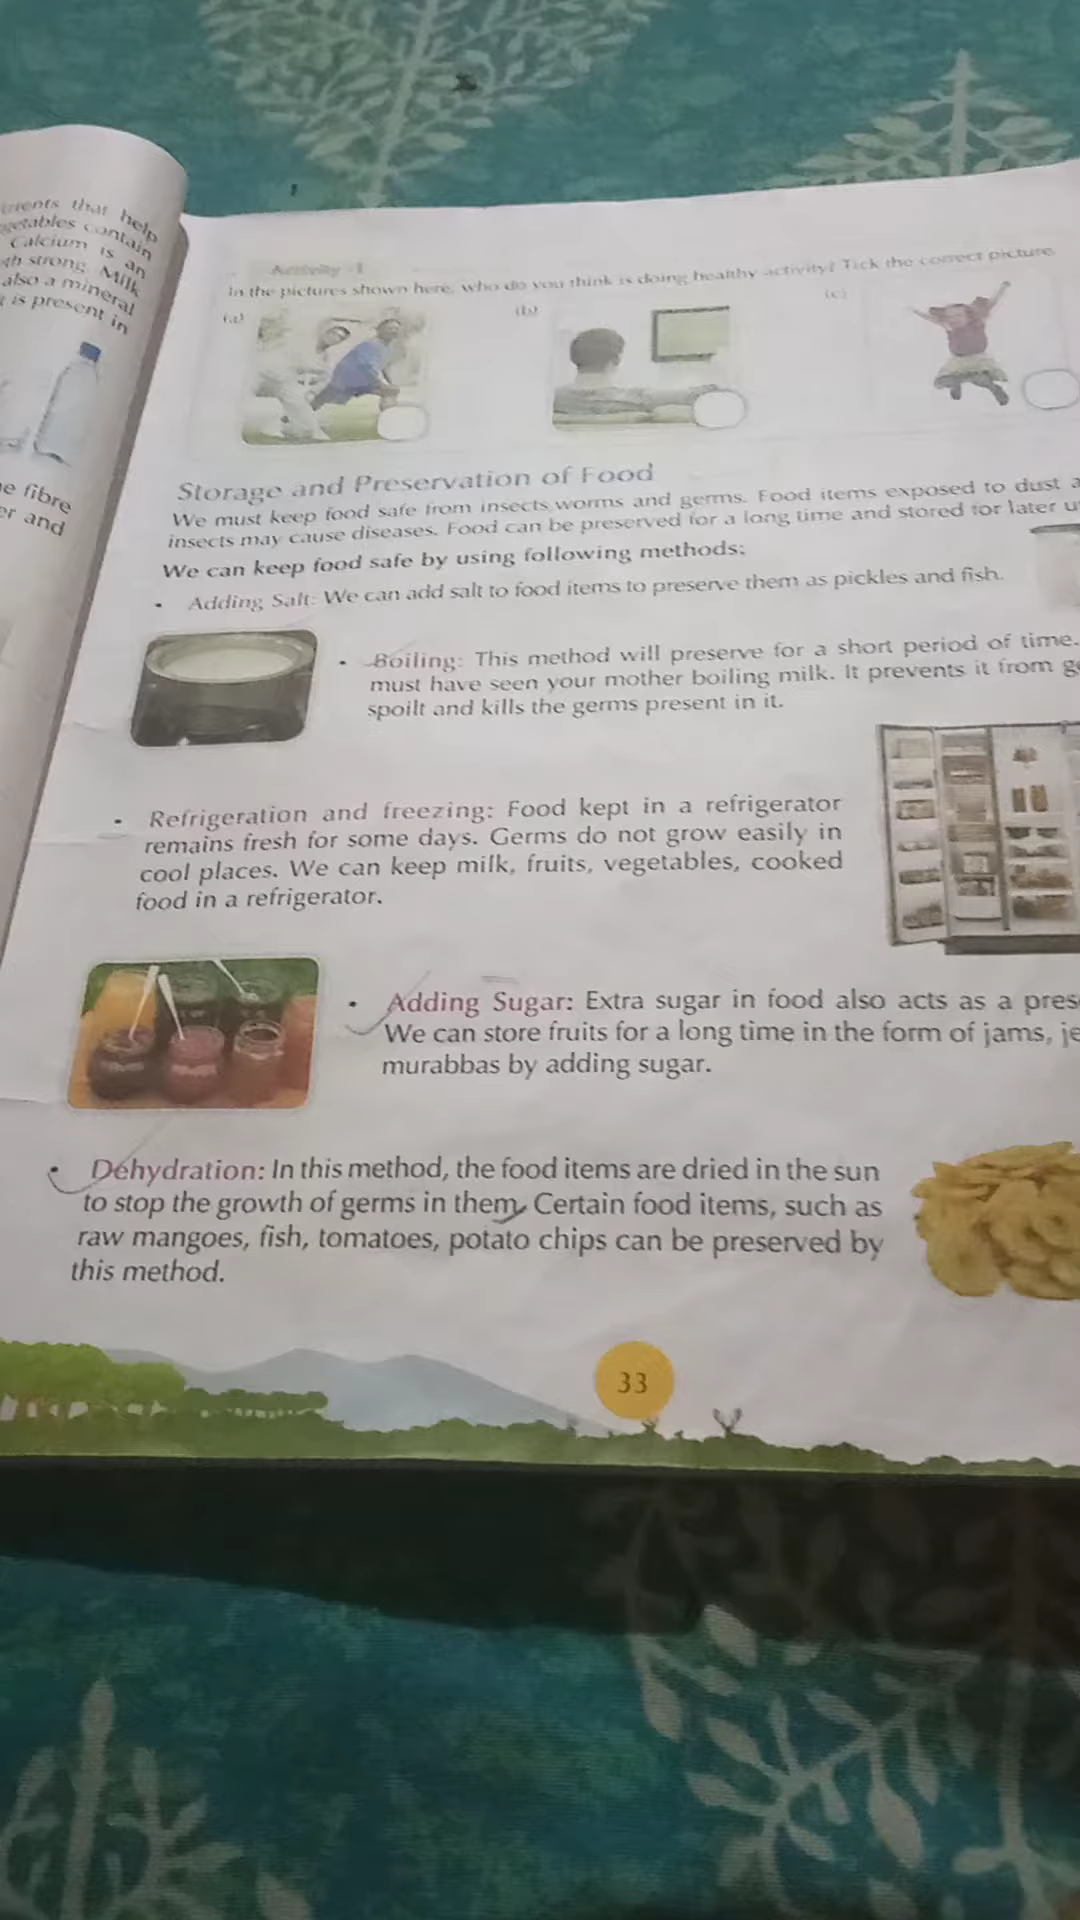 trients that help
getables contain
Calcium is an
th strong. Milk
also a mineral
is present in
e fibre
er and
Activity 1
In the pictures shown here, who do you think is doing healthy activity? Tick the correct picture.
(a)
(b)
(c)
Storage and Preservation of Food
We must keep food safe from insects, worms and germs. Food items exposed to dust a
insects may cause diseases. Food can be preserved for a long time and stored for later u
We can keep food safe by using following methods:
• Adding Salt: We can add salt to food items to preserve them as pickles and fish.
• Boiling: This method will preserve for a short period of time.
must have seen your mother boiling milk. It prevents it from ge
spoilt and kills the germs present in it.
• Refrigeration and freezing: Food kept in a refrigerator
remains fresh for some days. Germs do not grow easily in
cool places. We can keep milk, fruits, vegetables, cooked
food in a refrigerator.
• Adding Sugar: Extra sugar in food also acts as a pres
We can store fruits for a long time in the form of jams, je
murabbas by adding sugar.
• Dehydration: In this method, the food items are dried in the sun
to stop the growth of germs in them. Certain food items, such as
raw mangoes, fish, tomatoes, potato chips can be preserved by
this method.
33